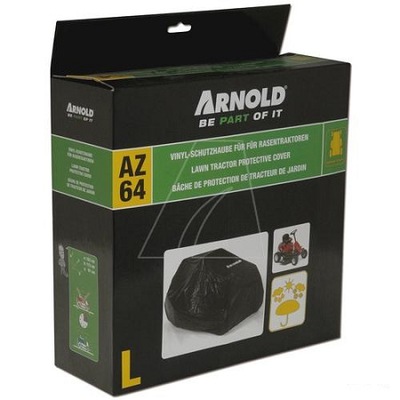 ARNOLD®
BE PART OF IT
AZ
64
VINYL-SCHUTZHAUBE FÜR FÜR RASENTRAKTOREN
LAWN TRACTOR PROTECTIVE COVER
BÂCHE DE PROTECTION DE TRACTEUR DE JARDIN
L
ARNOLD
BE PART OF IT